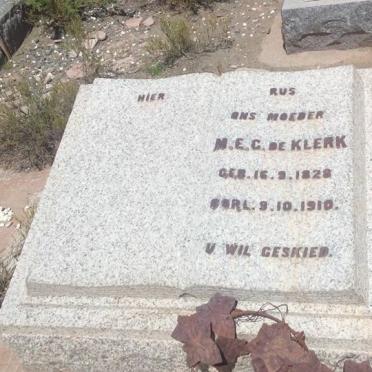 HIER RUS
ONS MOEDER
M.E.C. DE KLERK
GEB. 16.9.1828
OORL. 9.10.1910.
U WIL GESKIED.